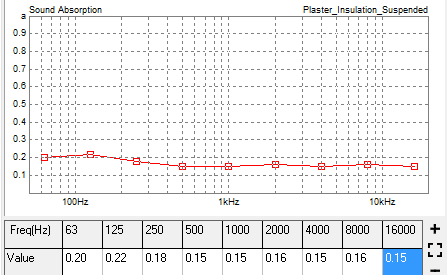 Sound Absorption Plaster_Insulation_Suspended
a
0.9
0.8
0.7
0.6
0.5
0.4
0.3
0.2
0.1
100Hz 1kHz 10kHz
Freq(Hz) 63 125 250 500 1000 2000 4000 8000 16000
Value 0.20 0.22 0.18 0.15 0.15 0.16 0.15 0.16 0.15